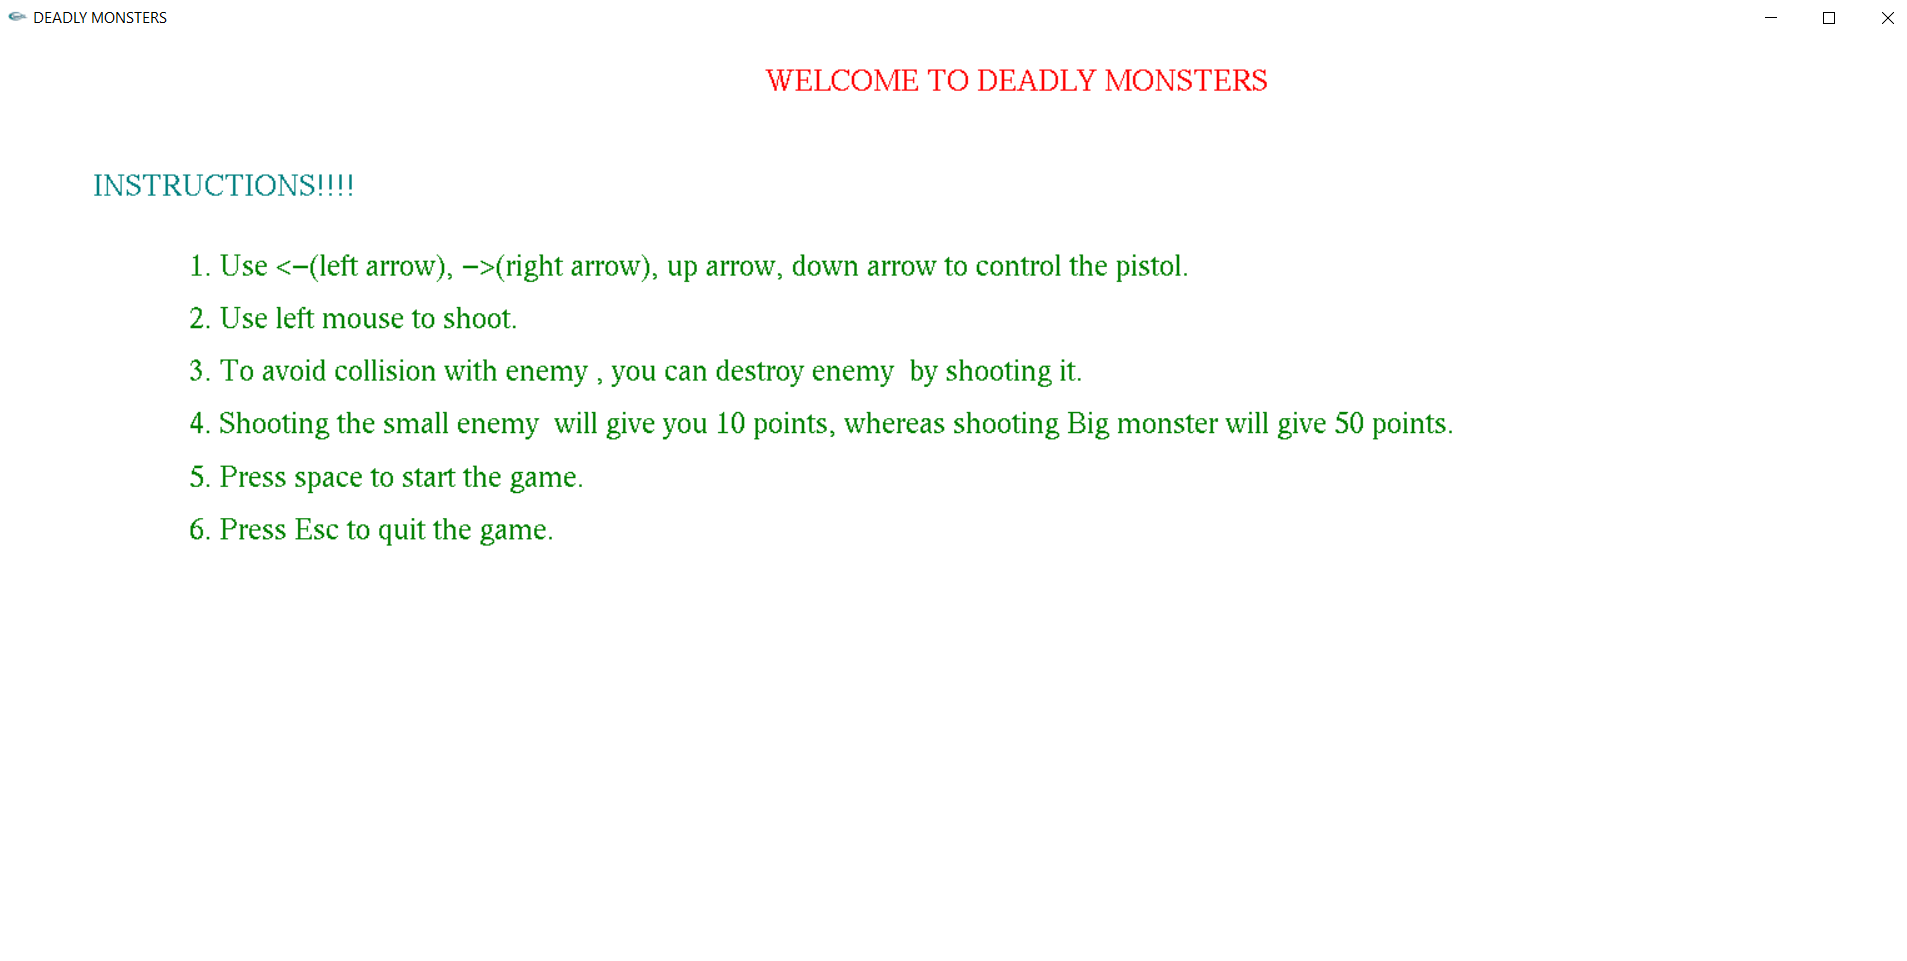 DEADLY MONSTERS
WELCOME TO DEADLY MONSTERS
INSTRUCTIONS!!!!
1. Use <−(left arrow), −>(right arrow), up arrow, down arrow to control the pistol.
2. Use left mouse to shoot.
3. To avoid collision with enemy , you can destroy enemy  by shooting it.
4. Shooting the small enemy  will give you 10 points, whereas shooting Big monster will give 50 points.
5. Press space to start the game.
6. Press Esc to quit the game.